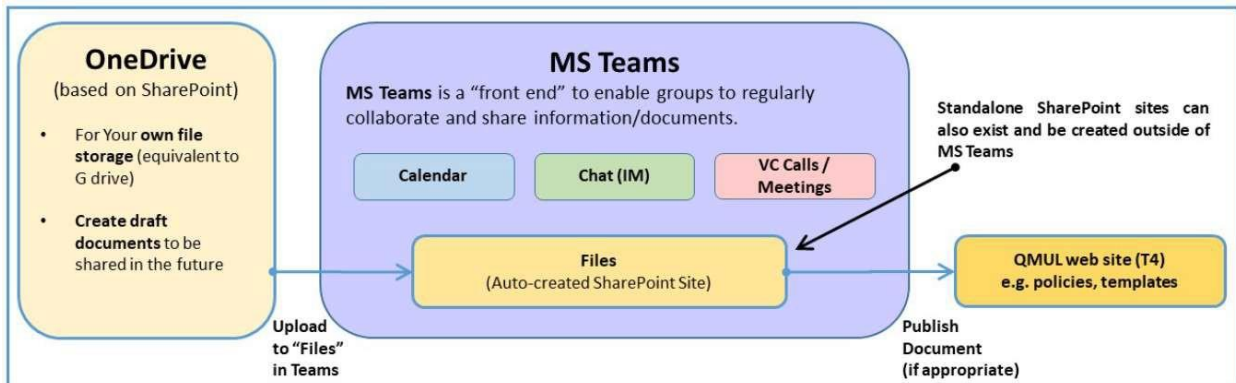 OneDrive
(based on SharePoint)
• For Your own file
storage (equivalent to
G drive)
• Create draft
documents to be
shared in the future
MS Teams
MS Teams is a “front end” to enable groups to regularly
collaborate and share information/documents.
Calendar
Chat (IM)
VC Calls /
Meetings
Files
(Auto-created SharePoint Site)
Upload
to “Files”
in Teams
Standalone SharePoint sites can
also exist and be created outside of
MS Teams
QMUL web site (T4)
e.g. policies, templates
Publish
Document
(if appropriate)